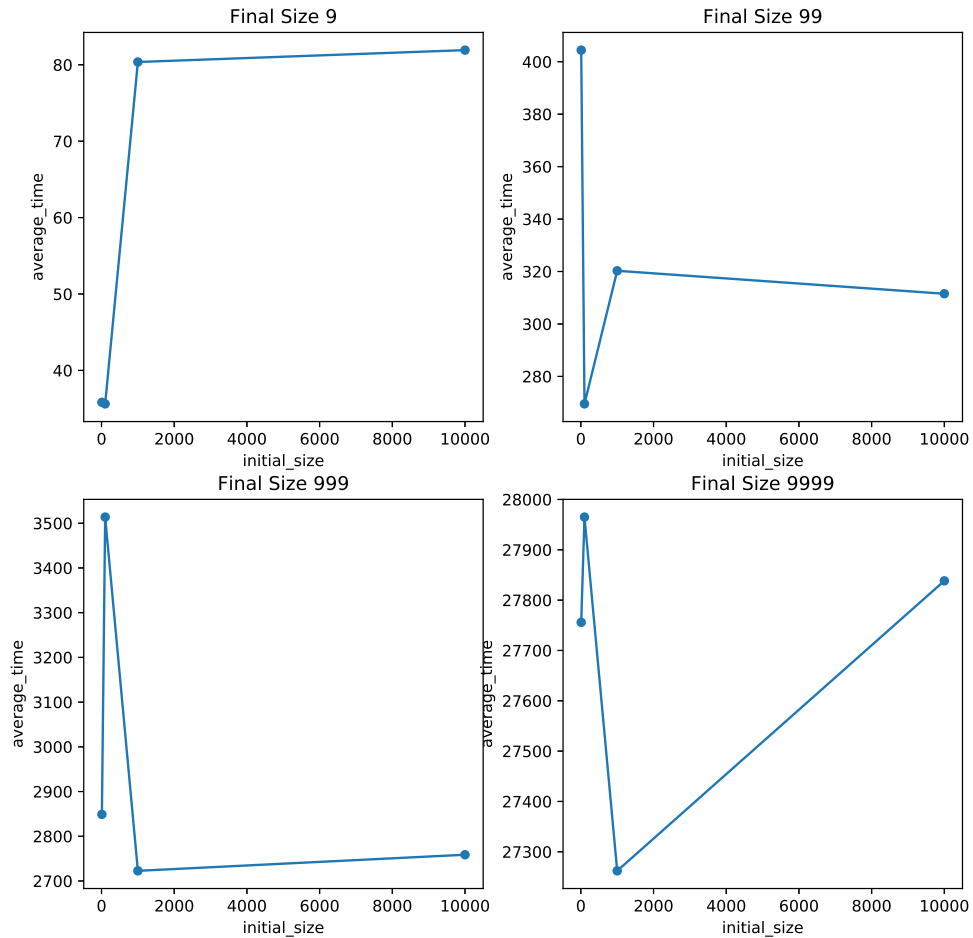 Final Size 9
80
70
60
50
40
average_time
0 2000 4000 6000 8000 10000
initial_size
Final Size 99
400
380
360
340
320
300
280
average_time
0 2000 4000 6000 8000 10000
initial_size
Final Size 999
3500
3400
3300
3200
3100
3000
2900
2800
2700
average_time
0 2000 4000 6000 8000 10000
initial_size
Final Size 9999
28000
27900
27800
27700
27600
27500
27400
27300
average_time
0 2000 4000 6000 8000 10000
initial_size